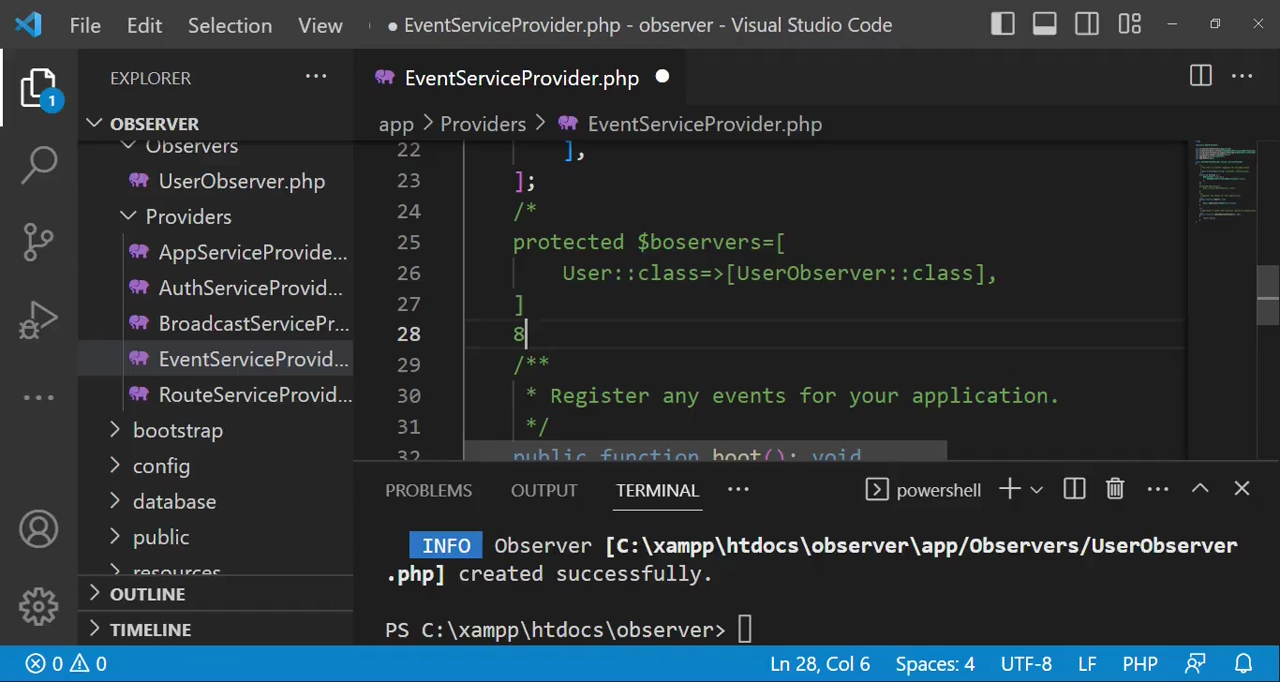 File Edit Selection View ● EventServiceProvider.php - observer - Visual Studio Code
EXPLORER ···
1
OBSERVER
Observers
UserObserver.php
Providers
AppServiceProvide...
AuthServiceProvid...
BroadcastServicePr...
EventServiceProvid...
RouteServiceProvid...
bootstrap
config
database
public
resources
OUTLINE
TIMELINE
EventServiceProvider.php ●
app > Providers > EventServiceProvider.php
22 ],
23 ];
24 /*
25 protected $boservers=[
26 User::class=>[UserObserver::class],
27 ]
28 8
29 /**
30 * Register any events for your application.
31 */
32 public function boot(): void
PROBLEMS OUTPUT TERMINAL ··· powershell
INFO Observer [C:\xampp\htdocs\observer\app/Observers/UserObserver
.php] created successfully.
PS C:\xampp\htdocs\observer>
0 0 Ln 28, Col 6 Spaces: 4 UTF-8 LF PHP